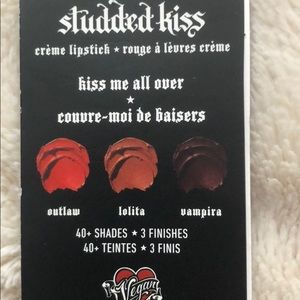 studded kiss
crème lipstick ★ rouge à lèvres crème
kiss me all over
★
couvre-moi de baisers
outlaw lolita vampira
40+ SHADES ★ 3 FINISHES
40+ TEINTES ★ 3 FINIS
Vegan